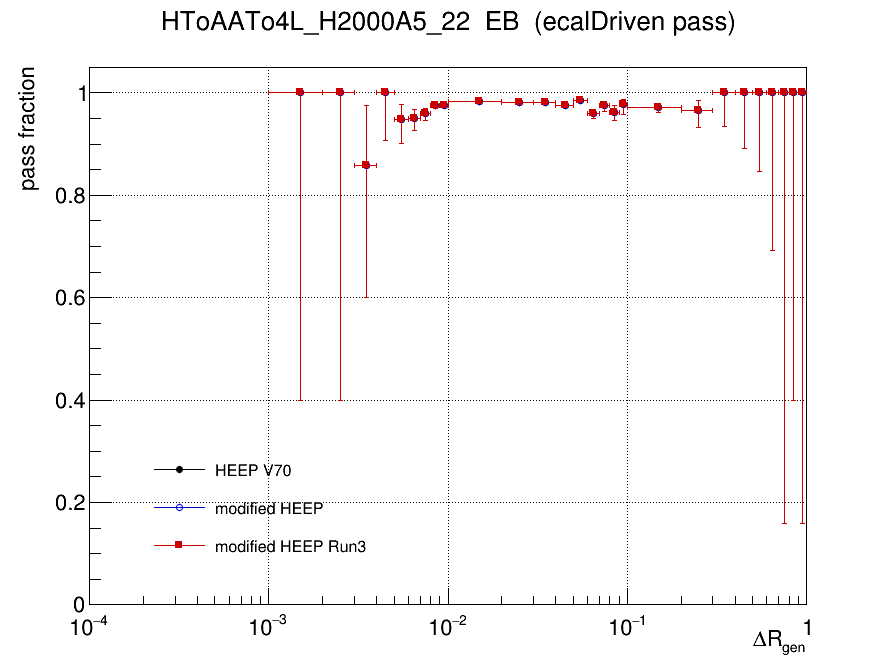 HToAATo4L_H2000A5_22 EB (ecalDriven pass)
pass fraction
1
0.8
0.6
0.4
0.2
0
HEEP V70
modified HEEP
modified HEEP Run3
10⁻⁴ 10⁻³ 10⁻² 10⁻¹ 1
ΔR_gen